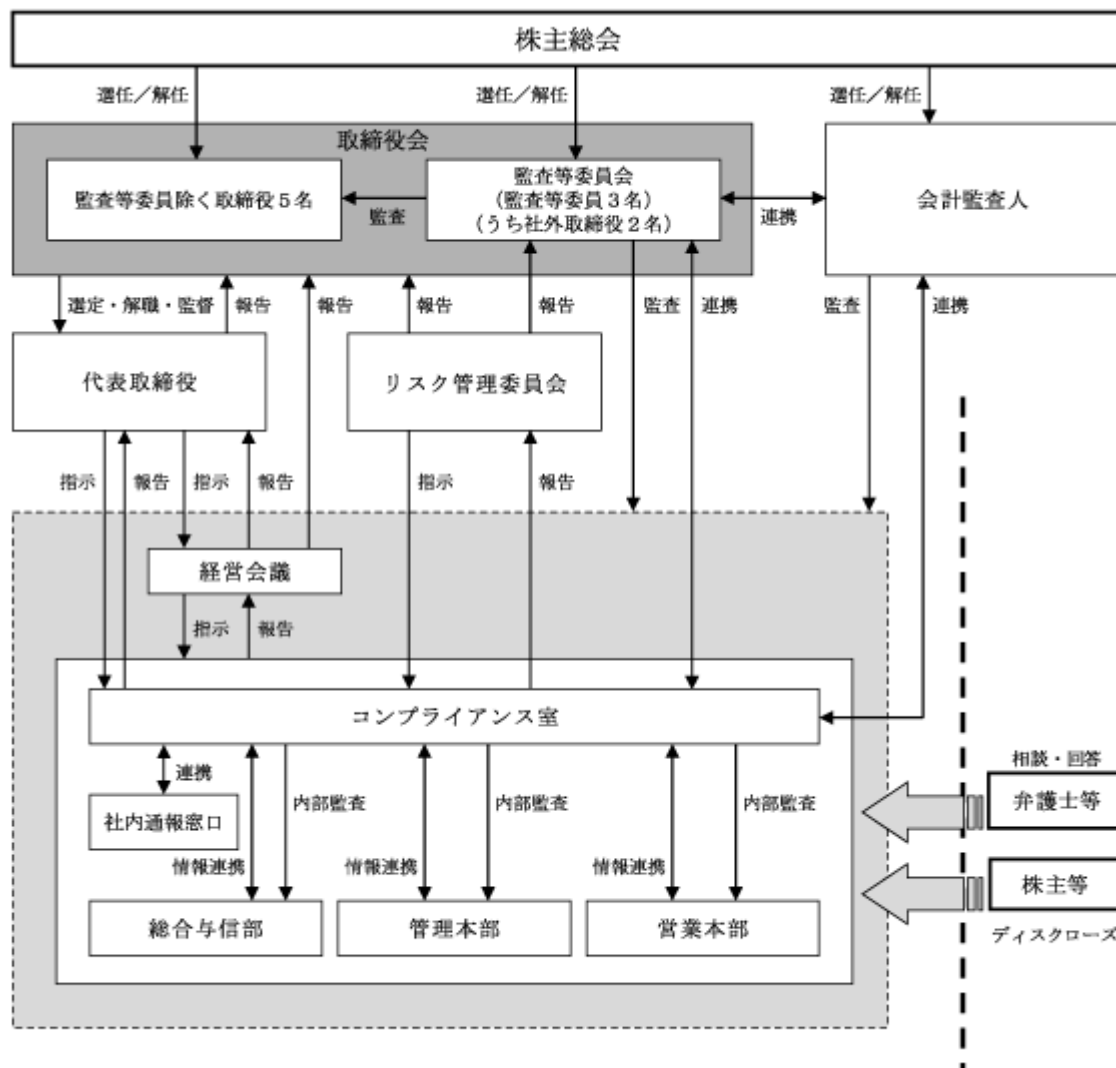 株主総会
選任／解任
選任／解任
選任／解任
取締役会
監査等委員除く取締役５名
監査
監査等委員会
（監査等委員３名）
（うち社外取締役２名）
連携
会計監査人
選定・解職・監督
報告
報告
報告
報告
監査
連携
監査
連携
代表取締役
リスク管理委員会
指示
報告
指示
報告
指示
報告
経営会議
指示
報告
コンプライアンス室
連携
内部監査
内部監査
内部監査
社内通報窓口
情報連携
情報連携
情報連携
総合与信部
管理本部
営業本部
相談・回答
弁護士等
株主等
ディスクローズ